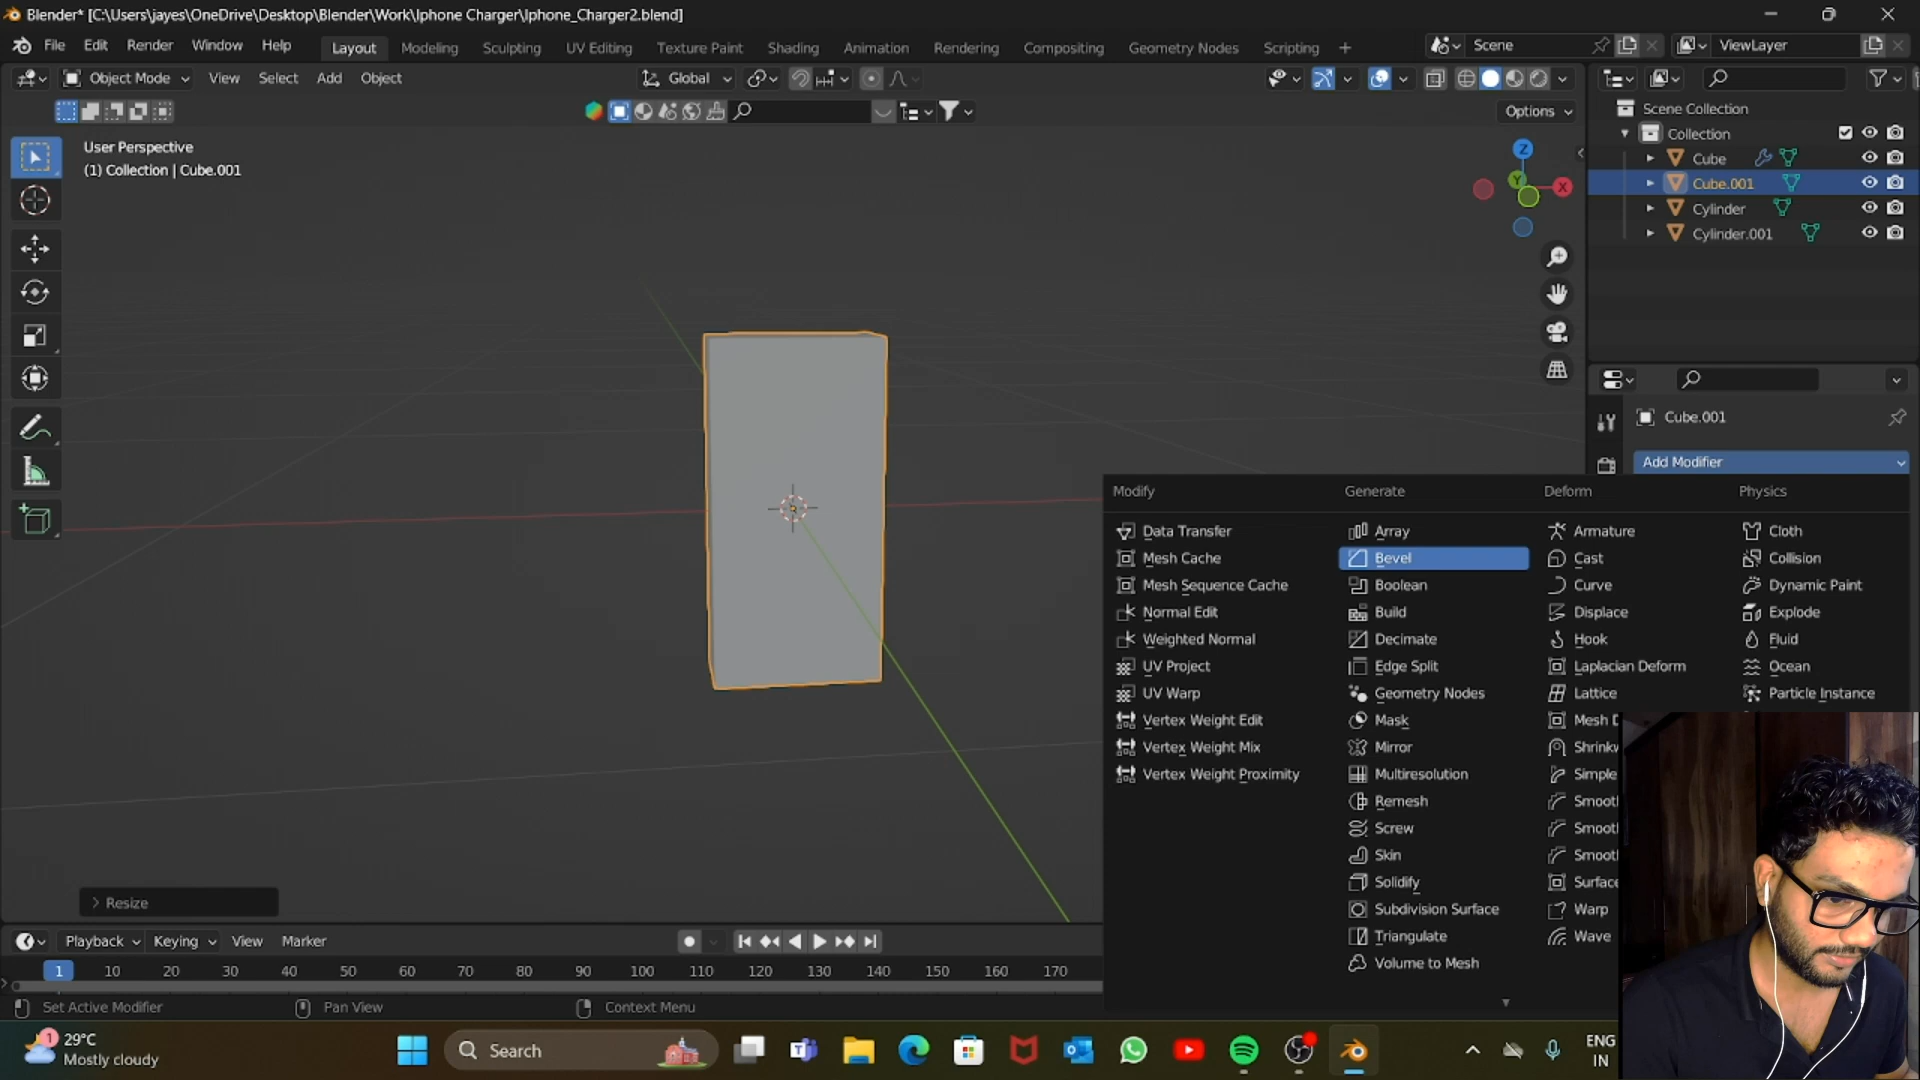 Blender* [C:\Users\jayes\OneDrive\Desktop\Blender\Work\Iphone Charger\Iphone_Charger2.blend]
File Edit Render Window Help Layout Modeling Sculpting UV Editing Texture Paint Shading Animation Rendering Compositing Geometry Nodes Scripting + Scene ViewLayer
Object Mode View Select Add Object Global
Options
User Perspective
(1) Collection | Cube.001
Z
Y
X
Scene Collection
Collection
Cube
Cube.001
Cylinder
Cylinder.001
Cube.001
Add Modifier
Modify Generate Deform Physics
Data Transfer Array Armature Cloth
Mesh Cache Bevel Cast Collision
Mesh Sequence Cache Boolean Curve Dynamic Paint
Normal Edit Build Displace Explode
Weighted Normal Decimate Hook Fluid
UV Project Edge Split Laplacian Deform Ocean
UV Warp Geometry Nodes Lattice Particle Instance
Vertex Weight Edit Mask Mesh D
Vertex Weight Mix Mirror Shrinkw
Vertex Weight Proximity Multiresolution Simple
Remesh Smoot
Screw Smoot
Skin Smoot
Solidify Surface
Subdivision Surface Warp
Triangulate Wave
Volume to Mesh
Resize
Playback Keying View Marker
1 10 20 30 40 50 60 70 80 90 100 110 120 130 140 150 160 170
Set Active Modifier Pan View Context Menu
1
29°C
Mostly cloudy
Search
ENG
IN